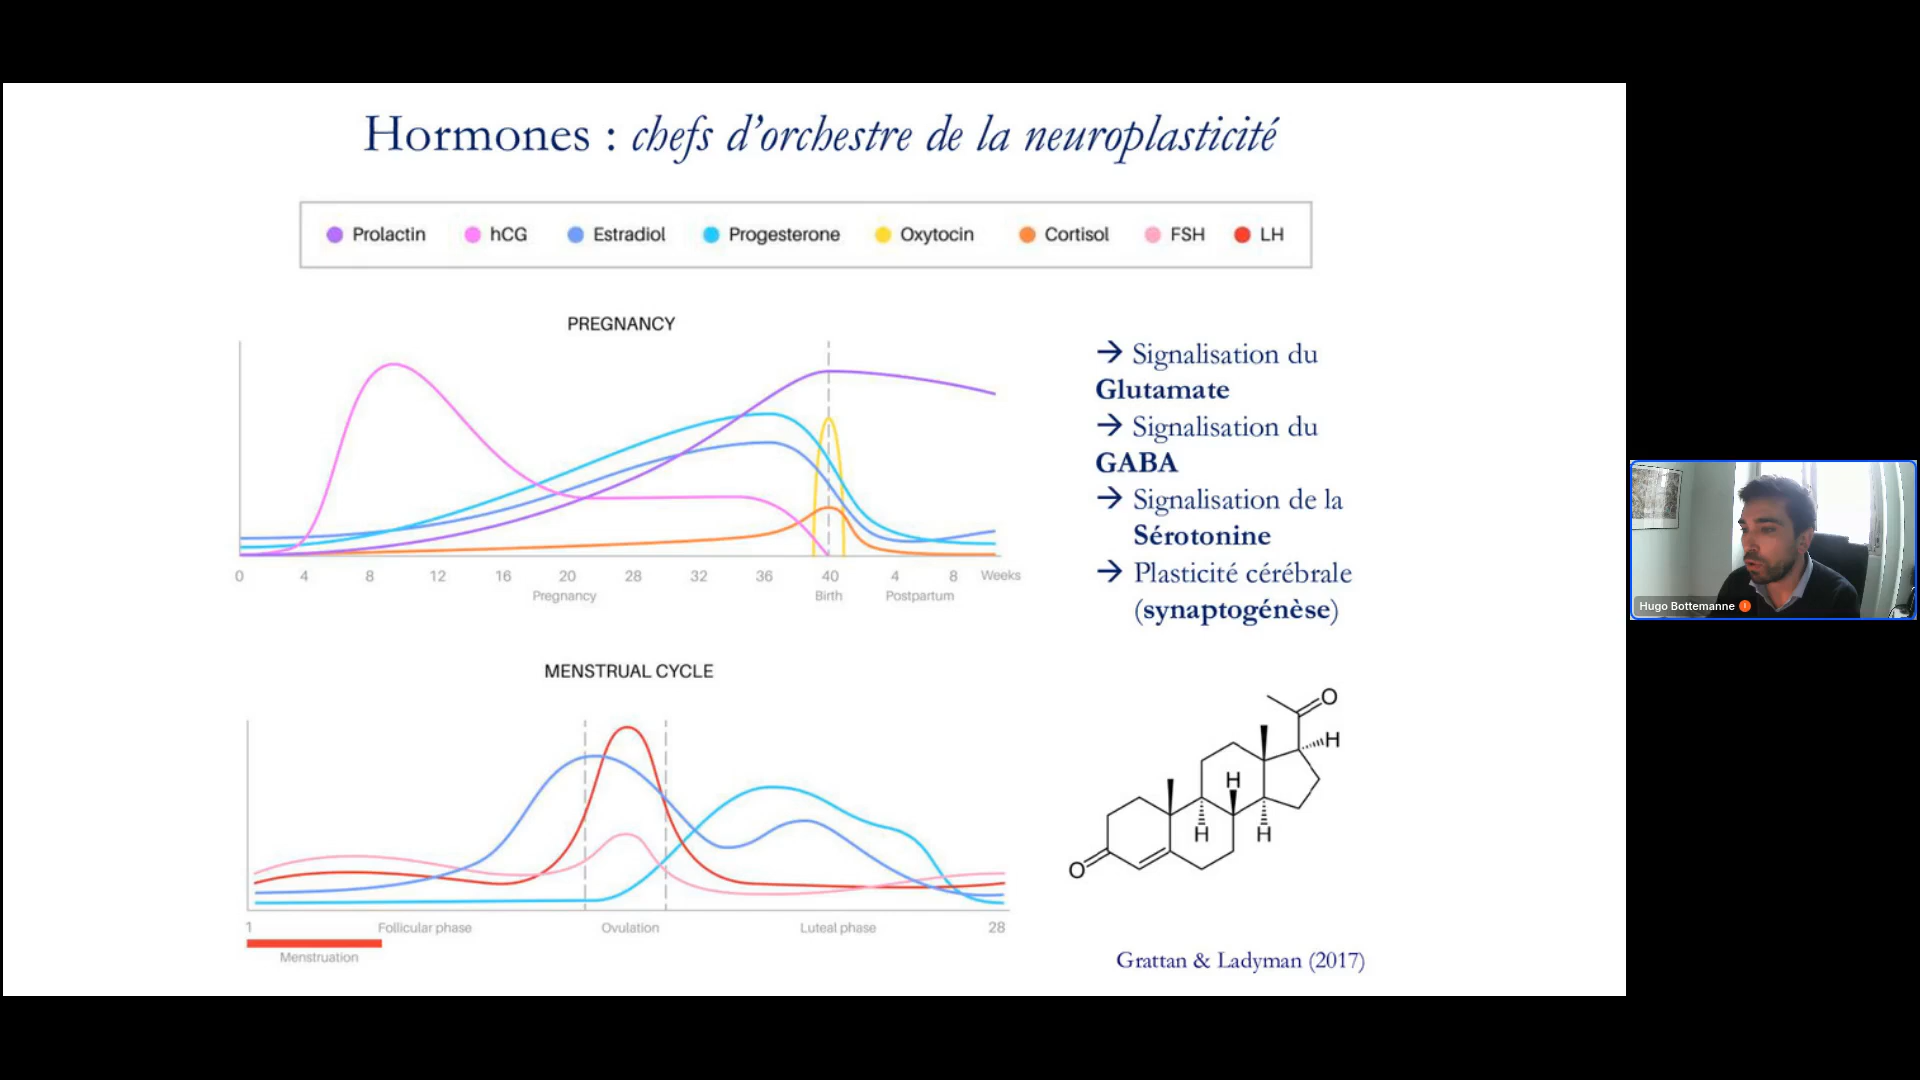 Hormones : chefs d'orchestre de la neuroplasticité
Prolactin hCG Estradiol Progesterone Oxytocin Cortisol FSH LH
PREGNANCY
0 4 8 12 16 20 28 32 36 40 4 8 Weeks
Pregnancy Birth Postpartum
→ Signalisation du
Glutamate
→ Signalisation du
GABA
→ Signalisation de la
Sérotonine
→ Plasticité cérébrale
(synaptogénèse)
MENSTRUAL CYCLE
1 Follicular phase Ovulation Luteal phase 28
Menstruation
O
H
H
H
H
O
Grattan & Ladyman (2017)
Hugo Bottemanne